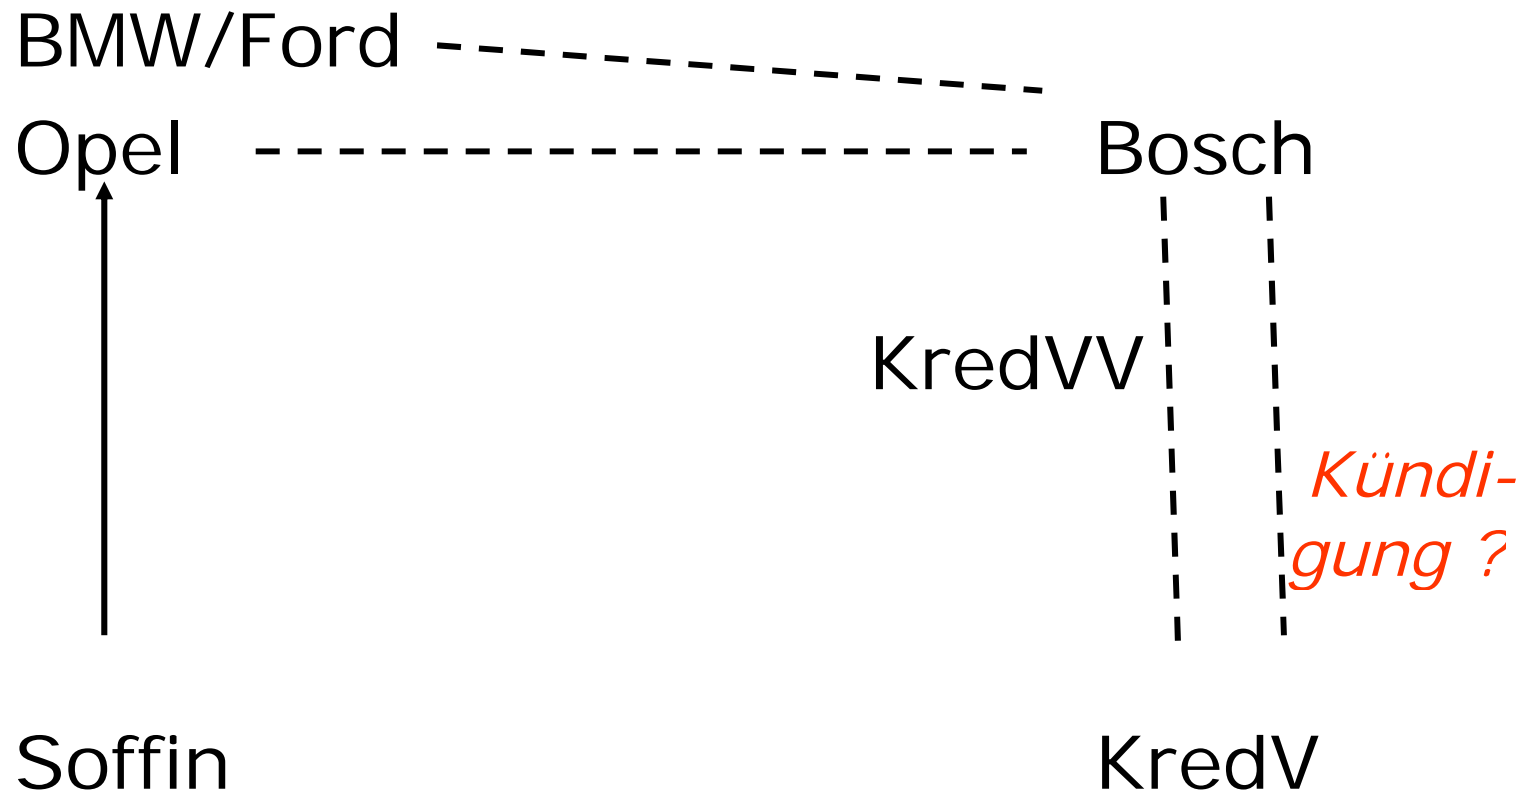 BMW/Ford
Opel
Bosch
KredVV
Kündi-
gung ?
Soffin
KredV